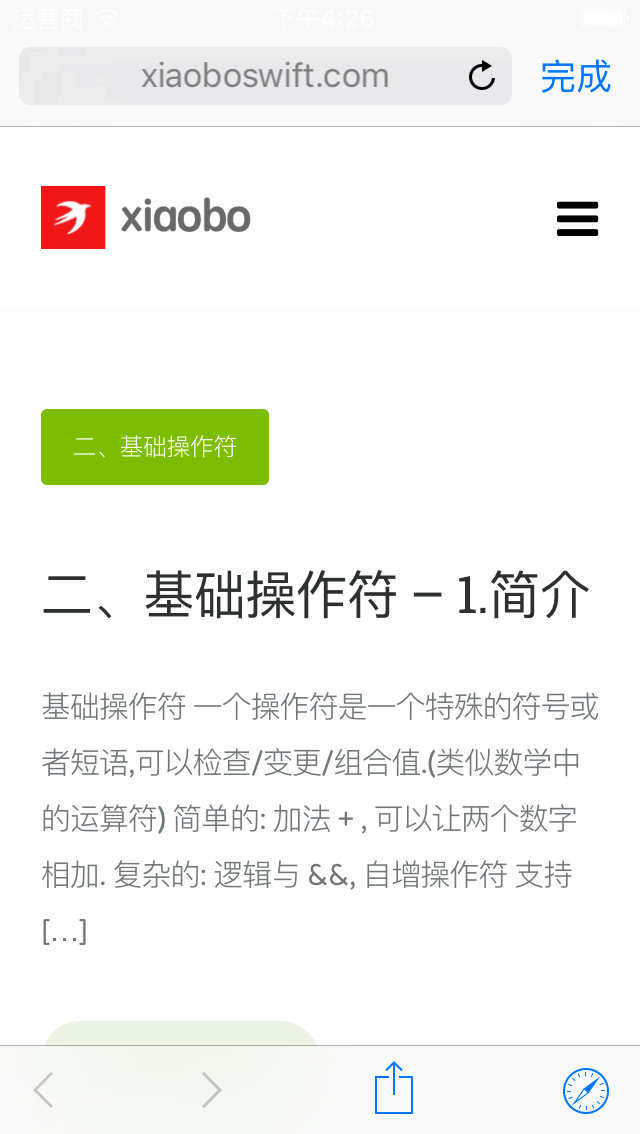 运营商 下午4:26
xiaoboswift.com 完成
xiaobo
二、基础操作符
二、基础操作符 – 1.简介
基础操作符 一个操作符是一个特殊的符号或
者短语,可以检查/变更/组合值.(类似数学中
的运算符) 简单的: 加法 + , 可以让两个数字
相加. 复杂的: 逻辑与 &&, 自增操作符 支持
[…]